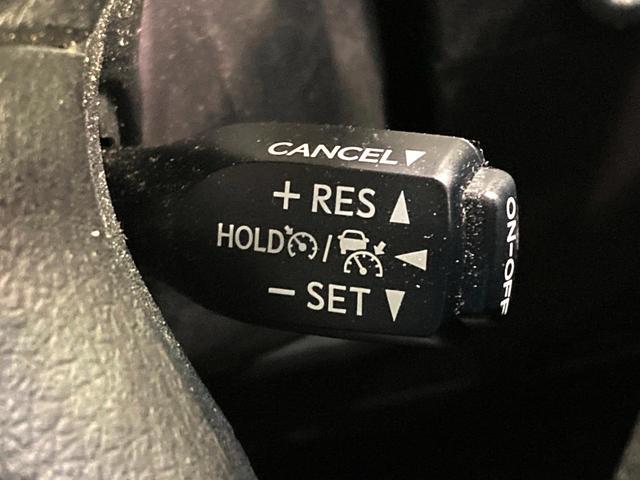 CANCEL▼
+ RES ▲
HOLD / ◀
− SET ▼
ON-OFF